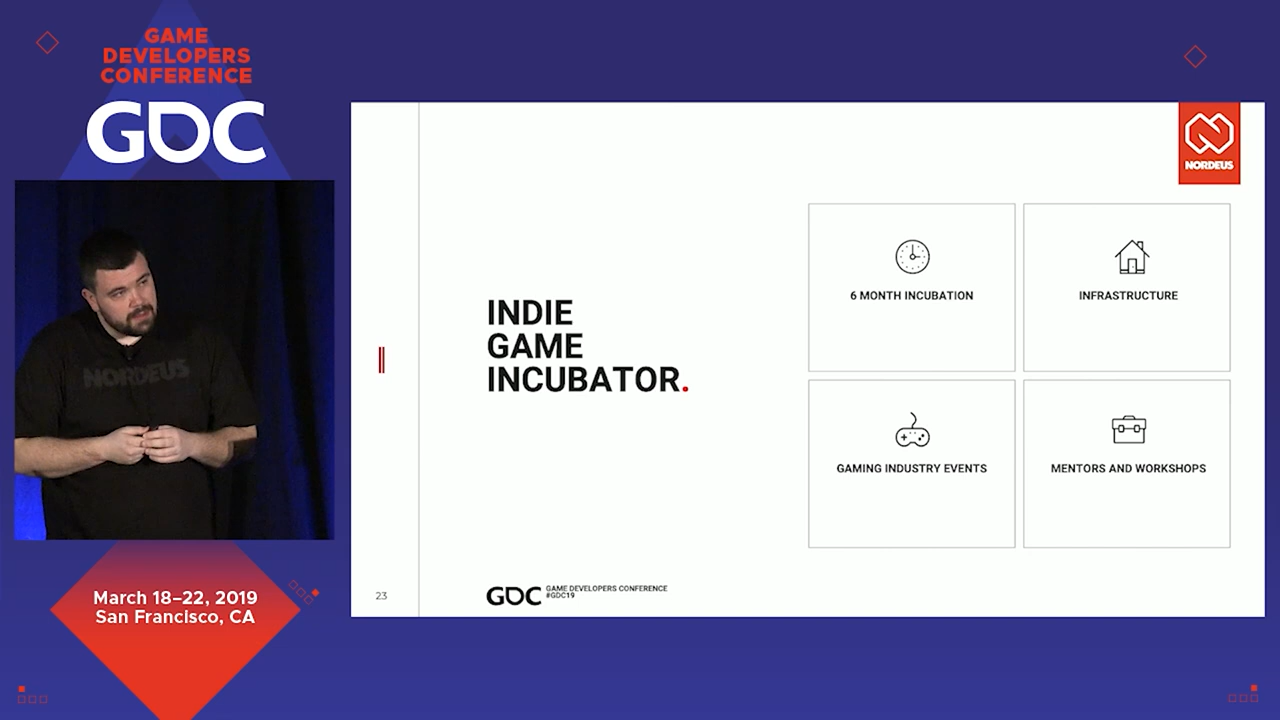 GAME
DEVELOPERS
CONFERENCE
GDC
NORDEUS
March 18–22, 2019
San Francisco, CA
NORDEUS
INDIE
GAME
INCUBATOR.
6 MONTH INCUBATION
INFRASTRUCTURE
GAMING INDUSTRY EVENTS
MENTORS AND WORKSHOPS
23
GDC
GAME DEVELOPERS CONFERENCE
#GDC19